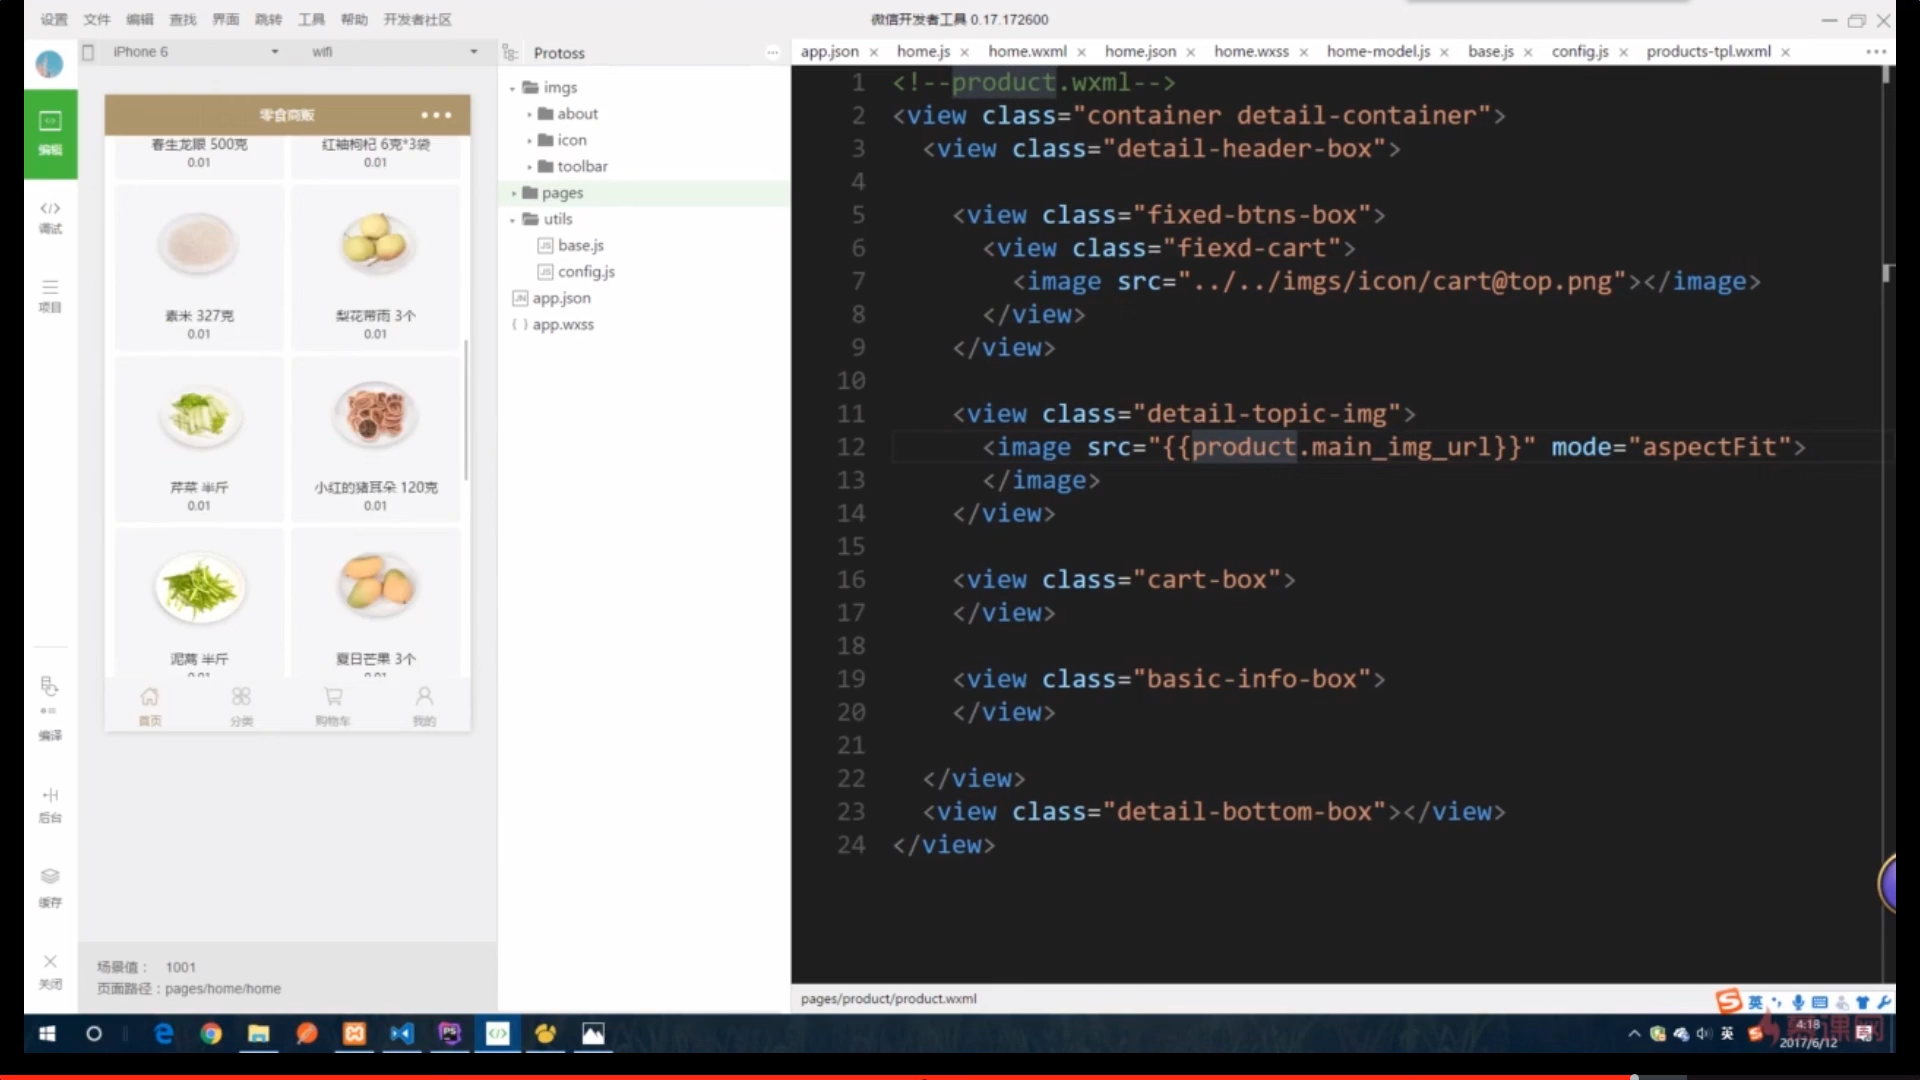 设置 文件 编辑 查找 界面 跳转 工具 帮助 开发者社区
微信开发者工具 0.17.172600
iPhone 6
wifi
Protoss
app.json × home.js × home.wxml × home.json × home.wxss × home-model.js × base.js × config.js × products-tpl.wxml ×
编辑
调试
项目
编译
后台
缓存
关闭
零食商贩
春生龙眼 500克
0.01
红袖枸杞 6克*3袋
0.01
素米 327克
0.01
梨花带雨 3个
0.01
芹菜 半斤
0.01
小红的猪耳朵 120克
0.01
泥蒿 半斤
0.01
夏日芒果 3个
0.01
首页
分类
购物车
我的
场景值： 1001
页面路径：pages/home/home
imgs
about
icon
toolbar
pages
utils
JS base.js
JS config.js
JN app.json
( ) app.wxss
1 <!--product.wxml-->
2 <view class="container detail-container">
3 <view class="detail-header-box">
4
5 <view class="fixed-btns-box">
6 <view class="fiexd-cart">
7 <image src="../../imgs/icon/cart@top.png"></image>
8 </view>
9 </view>
10
11 <view class="detail-topic-img">
12 <image src="{{product.main_img_url}}" mode="aspectFit">
13 </image>
14 </view>
15
16 <view class="cart-box">
17 </view>
18
19 <view class="basic-info-box">
20 </view>
21
22 </view>
23 <view class="detail-bottom-box"></view>
24 </view>
pages/product/product.wxml
英
英
4:18
2017/6/12